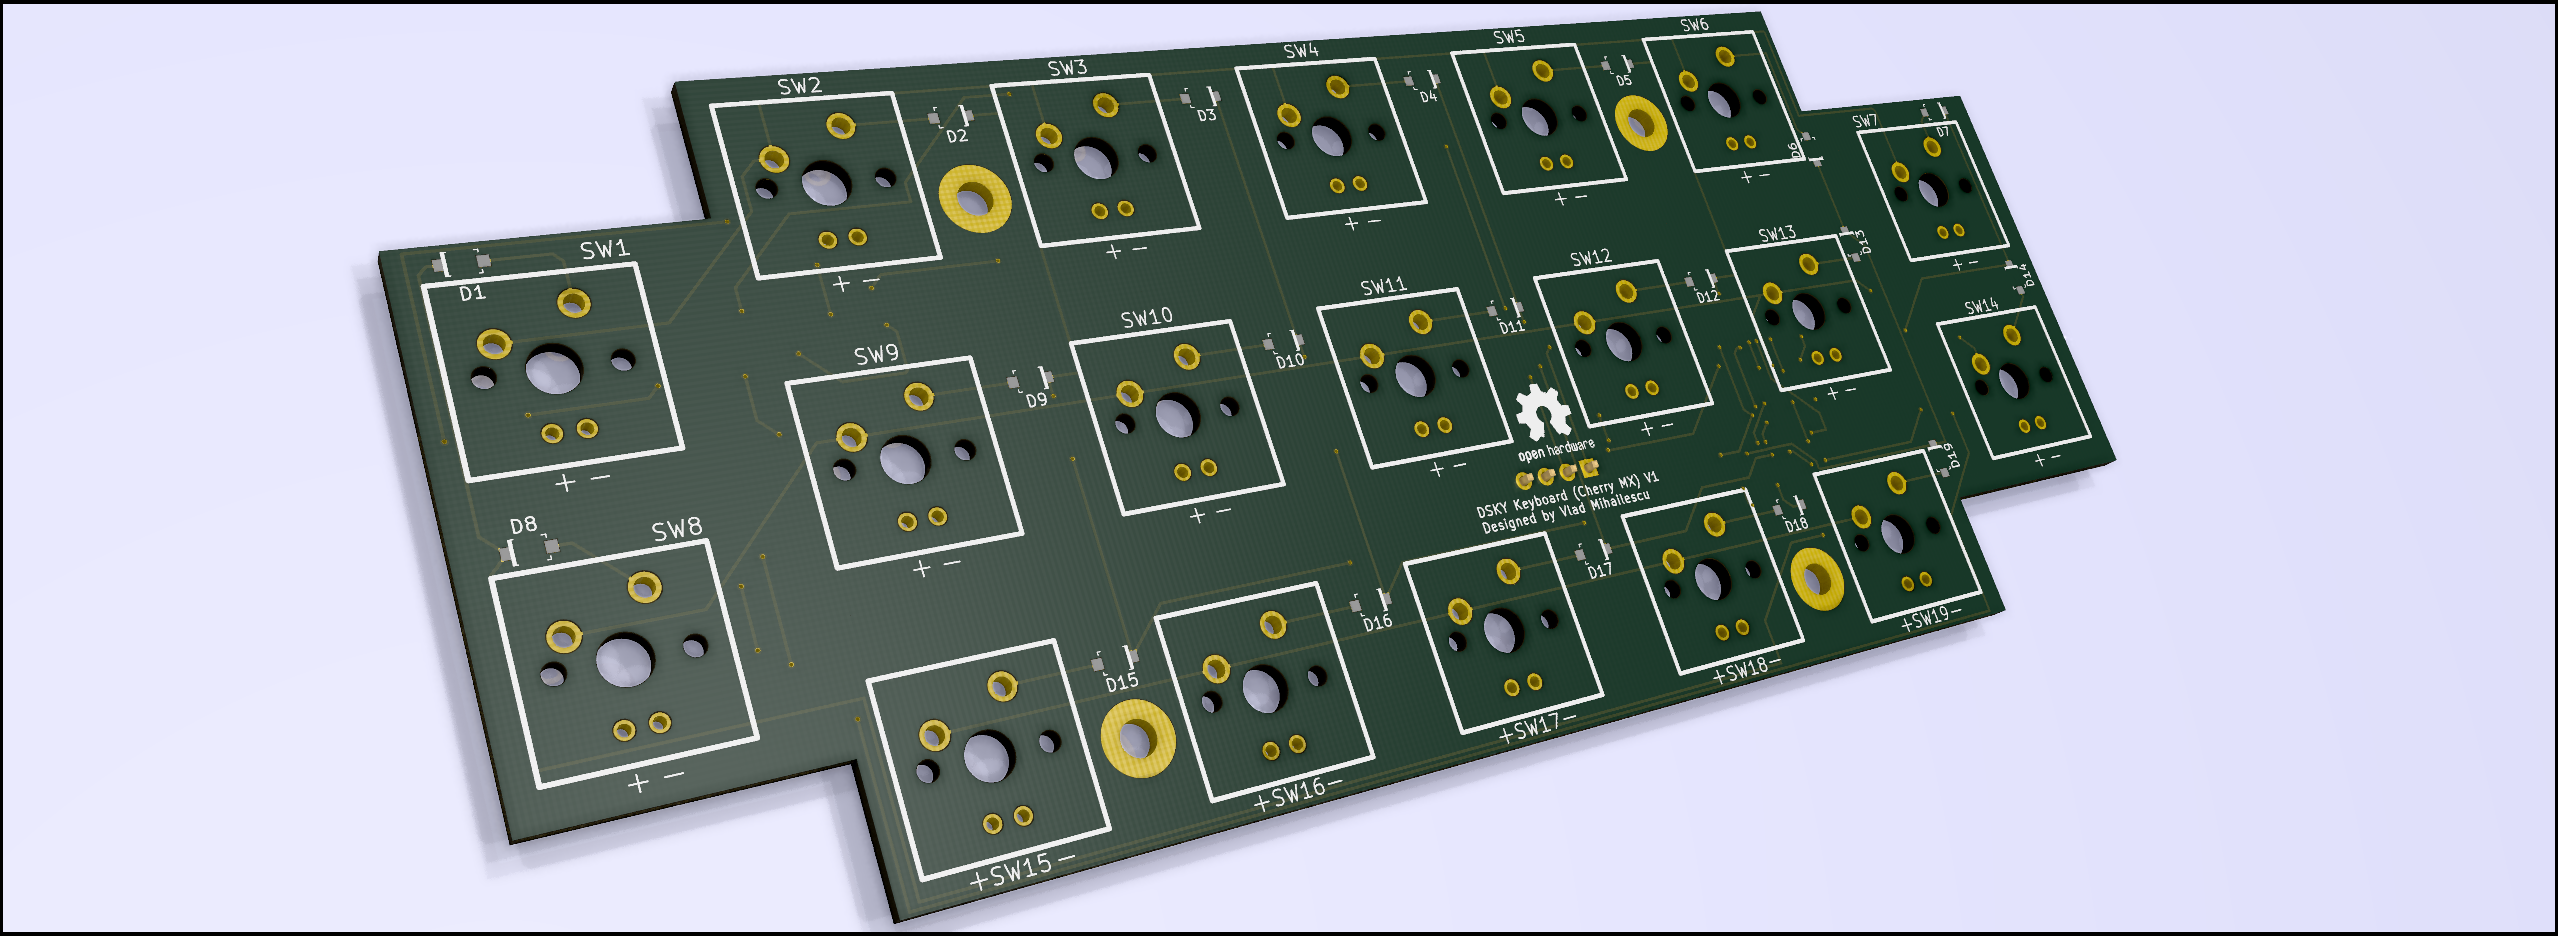 SW1
D1
+ −
SW2
+ −
D2
SW3
+ −
D3
SW4
+ −
D4
SW5
+ −
D5
SW6
+ −
D6
SW7
D7
+ −
D8
SW8
+ −
SW9
+ −
D9
SW10
+ −
D10
SW11
+ −
D11
SW12
+ −
D12
SW13
+ −
D13
SW14
+ −
D14
open hardware
DSKY Keyboard (Cherry MX) V1
Designed by Vlad Mihailescu
+SW15−
D15
+SW16−
D16
+SW17−
D17
+SW18−
D18
+SW19−
D19